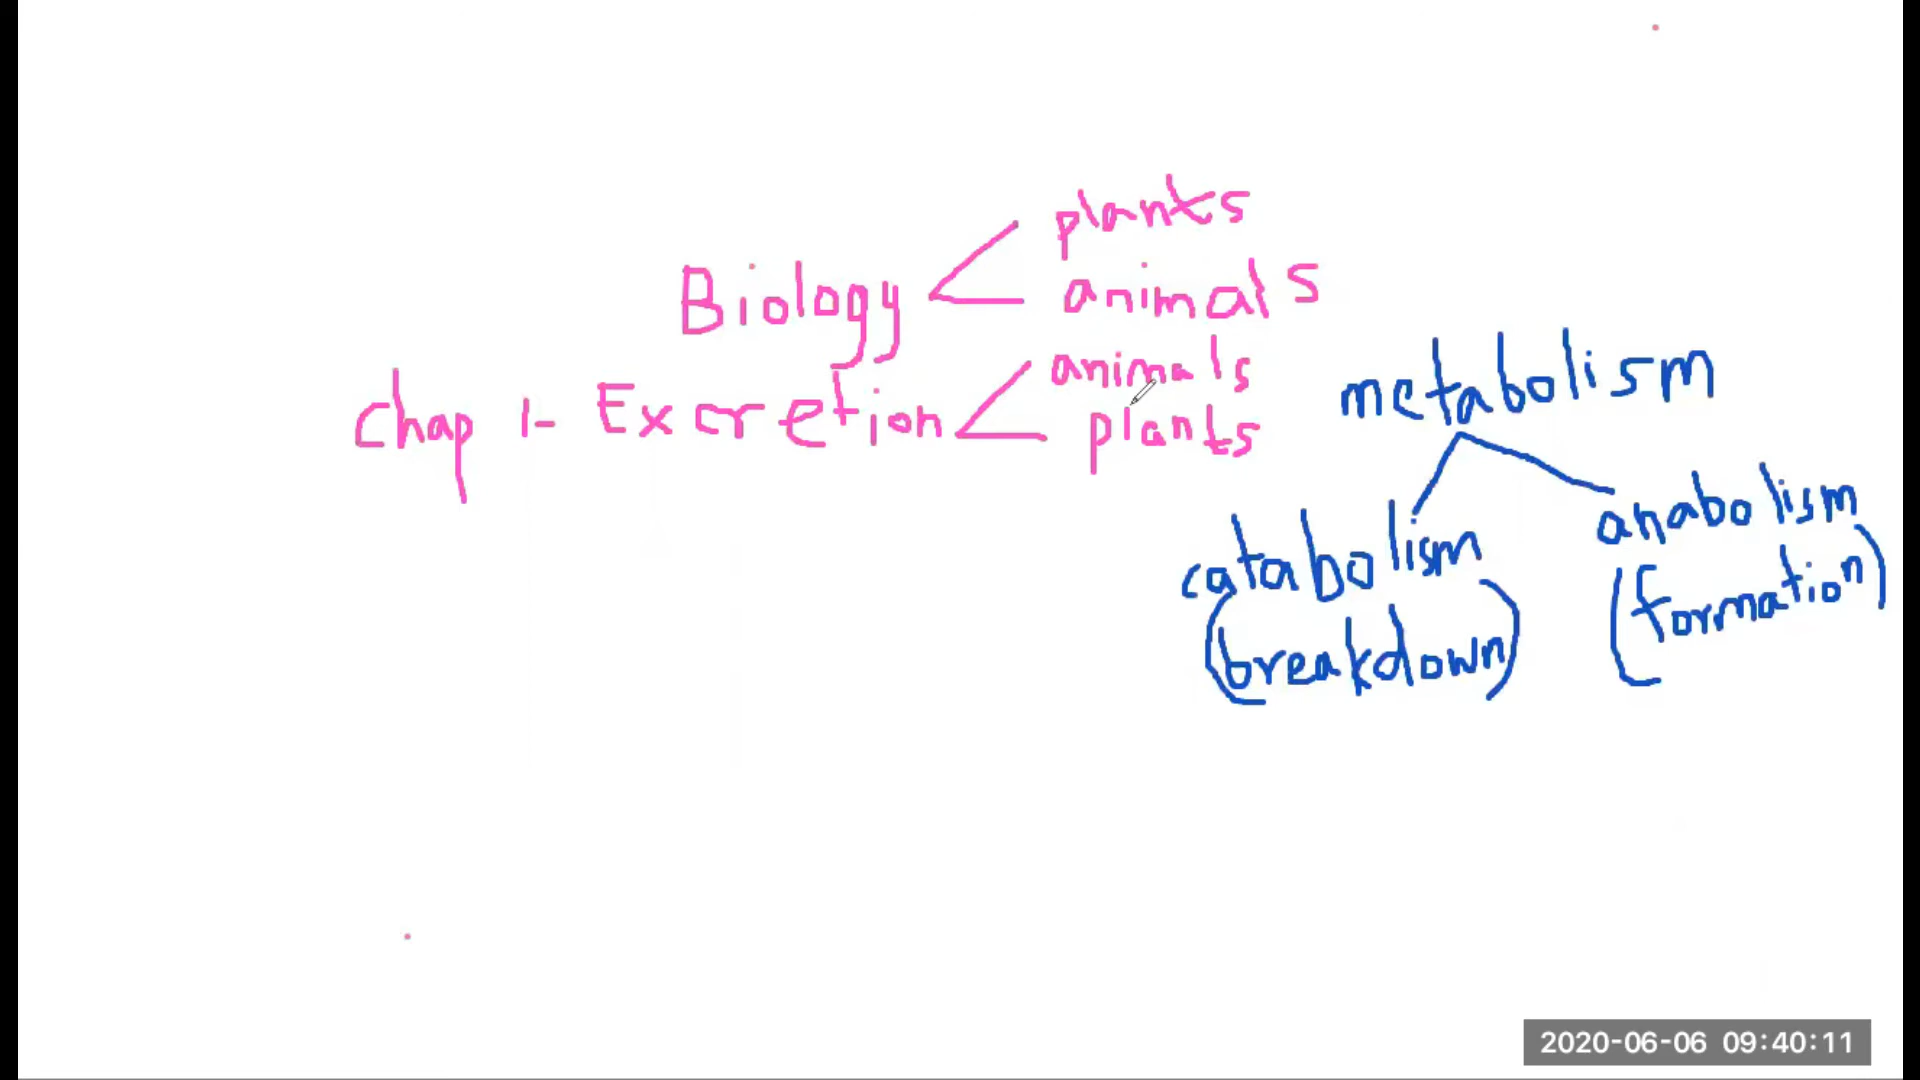 plants
Biology
animals
animals
Chap 1- Excretion
plants
metabolism
catabolism
(breakdown)
anabolism
(formation)
2020-06-06 09:40:11